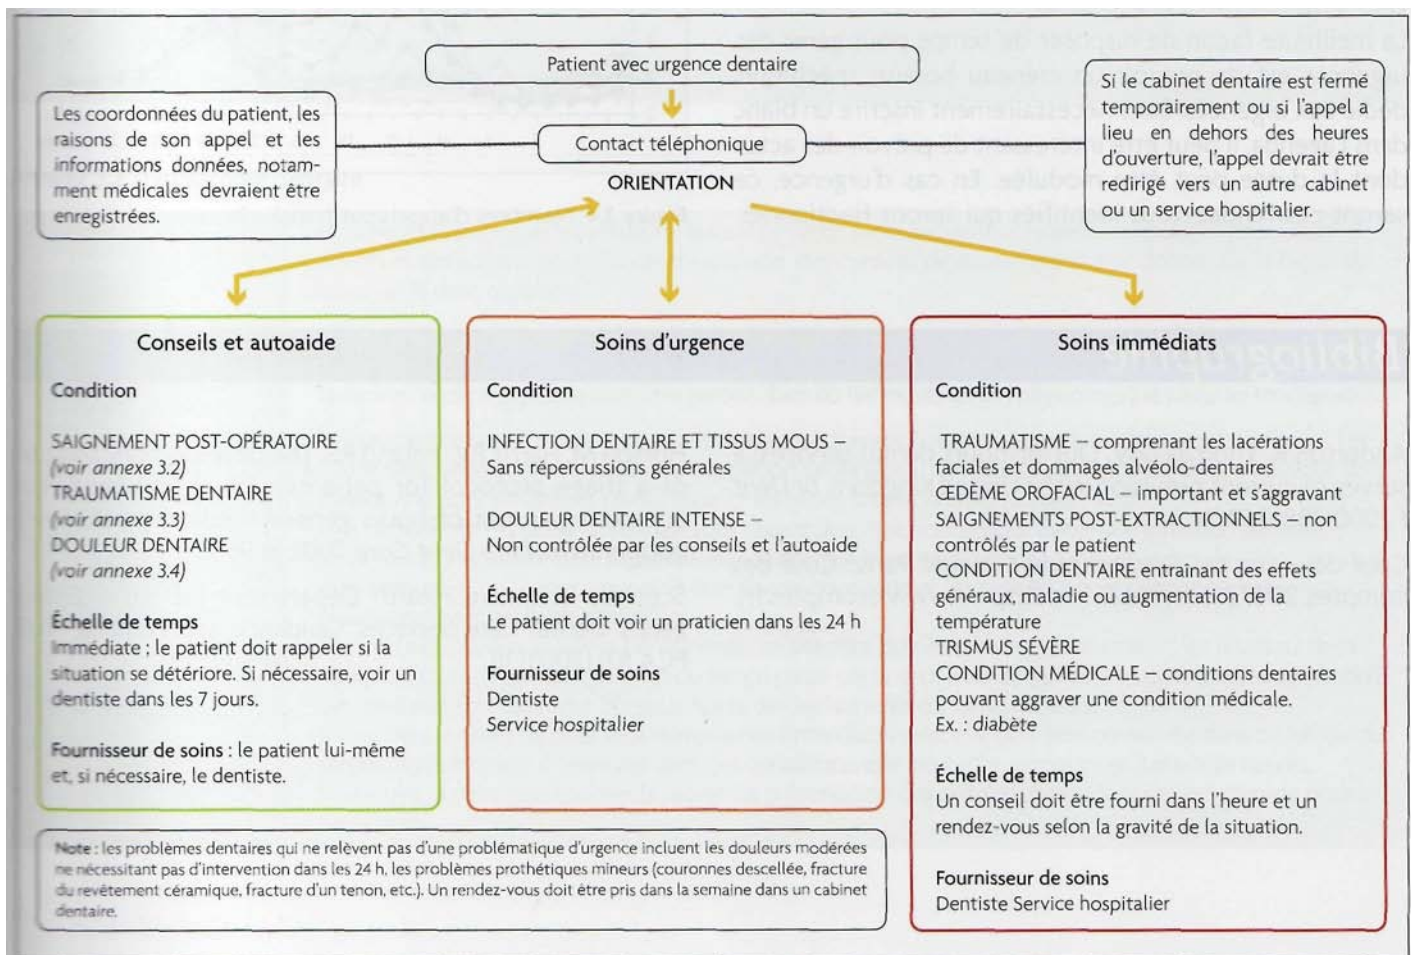 Patient avec urgence dentaire
Les coordonnées du patient, les
raisons de son appel et les
informations données, notam-
ment médicales devraient être
enregistrées.
Contact téléphonique
ORIENTATION
Si le cabinet dentaire est fermé
temporairement ou si l'appel a
lieu en dehors des heures
d'ouverture, l'appel devrait être
redirigé vers un autre cabinet
ou un service hospitalier.
Conseils et autoaide
Condition
SAIGNEMENT POST-OPÉRATOIRE
(voir annexe 3.2)
TRAUMATISME DENTAIRE
(voir annexe 3.3)
DOULEUR DENTAIRE
(voir annexe 3.4)
Échelle de temps
Immédiate ; le patient doit rappeler si la
situation se détériore. Si nécessaire, voir un
dentiste dans les 7 jours.
Fournisseur de soins : le patient lui-même
et, si nécessaire, le dentiste.
Soins d'urgence
Condition
INFECTION DENTAIRE ET TISSUS MOUS –
Sans répercussions générales
DOULEUR DENTAIRE INTENSE –
Non contrôlée par les conseils et l'autoaide
Échelle de temps
Le patient doit voir un praticien dans les 24 h
Fournisseur de soins
Dentiste
Service hospitalier
Soins immédiats
Condition
TRAUMATISME – comprenant les lacérations
faciales et dommages alvéolo-dentaires
ŒDÈME OROFACIAL – important et s'aggravant
SAIGNEMENTS POST-EXTRACTIONNELS – non
contrôlés par le patient
CONDITION DENTAIRE entraînant des effets
généraux, maladie ou augmentation de la
température
TRISMUS SÉVÈRE
CONDITION MÉDICALE – conditions dentaires
pouvant aggraver une condition médicale.
Ex. : diabète
Échelle de temps
Un conseil doit être fourni dans l'heure et un
rendez-vous selon la gravité de la situation.
Fournisseur de soins
Dentiste Service hospitalier
Note : les problèmes dentaires qui ne relèvent pas d'une problématique d'urgence incluent les douleurs modérées
ne nécessitant pas d'intervention dans les 24 h, les problèmes prothétiques mineurs (couronnes descellée, fracture
du revêtement céramique, fracture d'un tenon, etc.). Un rendez-vous doit être pris dans la semaine dans un cabinet
dentaire.